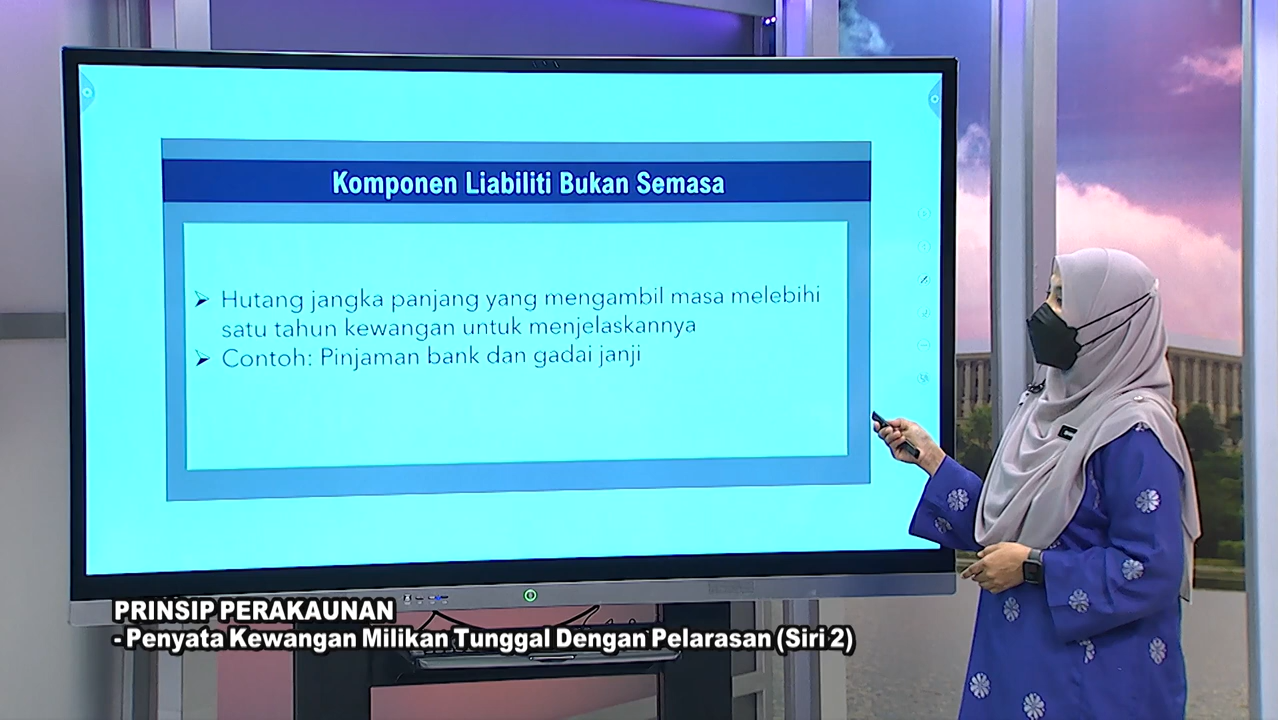 Komponen Liabiliti Bukan Semasa
➢ Hutang jangka panjang yang mengambil masa melebihi
satu tahun kewangan untuk menjelaskannya
➢ Contoh: Pinjaman bank dan gadai janji
PRINSIP PERAKAUNAN
- Penyata Kewangan Milikan Tunggal Dengan Pelarasan (Siri 2)